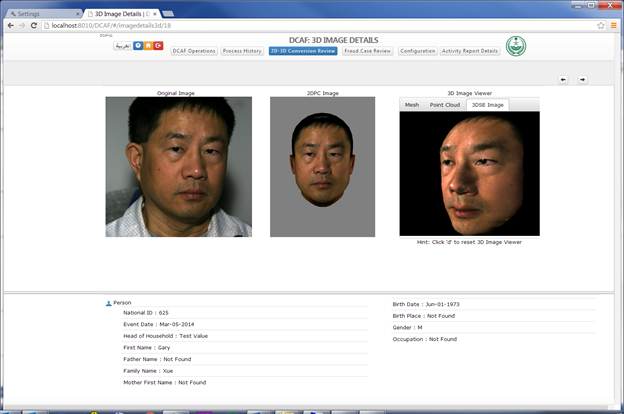 Settings
3D Image Details | D
localhost:8010/DCAF/#/imagedetails3d/18
DCAF: 3D IMAGE DETAILS
العربية
DCAF Operations
Process History
2D-3D Conversion Review
Fraud Case Review
Configuration
Activity Report Details
Original Image
2DPC Image
3D Image Viewer
Mesh
Point Cloud
3DSE Image
Hint: Click 'd' to reset 3D Image Viewer
Person
National ID : 625
Event Date : Mar-05-2014
Head of Household : Test Value
First Name : Gary
Father Name : Not Found
Family Name : Xue
Mother First Name : Not Found
Birth Date : Jun-01-1973
Birth Place : Not Found
Gender : M
Occupation : Not Found